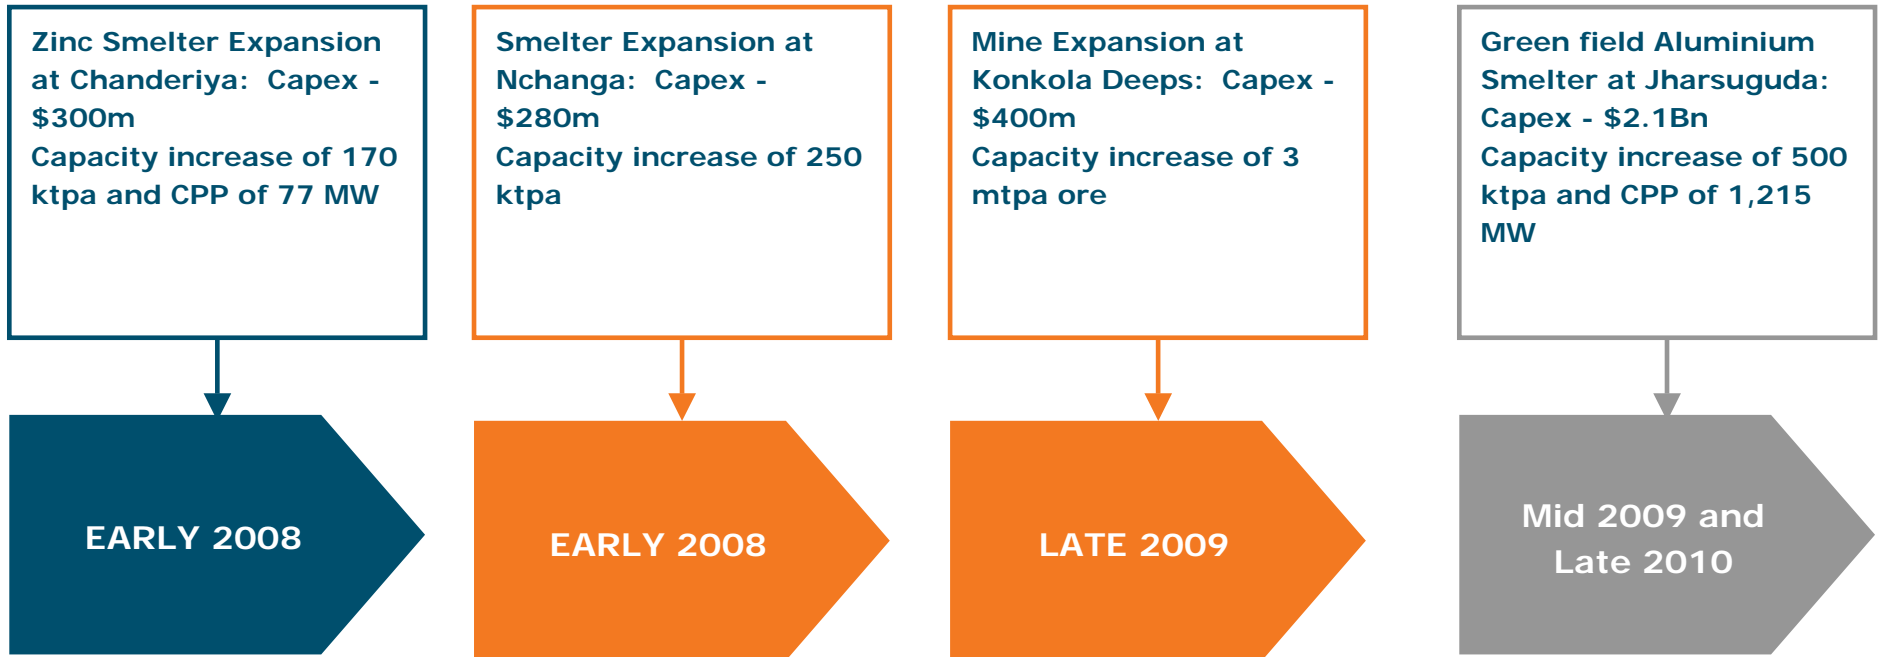 Zinc Smelter Expansion
at Chanderiya:  Capex -
$300m
Capacity increase of 170
ktpa and CPP of 77 MW
Smelter Expansion at
Nchanga:  Capex -
$280m
Capacity increase of 250
ktpa
Mine Expansion at
Konkola Deeps:  Capex -
$400m
Capacity increase of 3
mtpa ore
Green field Aluminium
Smelter at Jharsuguda:
Capex - $2.1Bn
Capacity increase of 500
ktpa and CPP of 1,215
MW
EARLY 2008
EARLY 2008
LATE 2009
Mid 2009 and
Late 2010